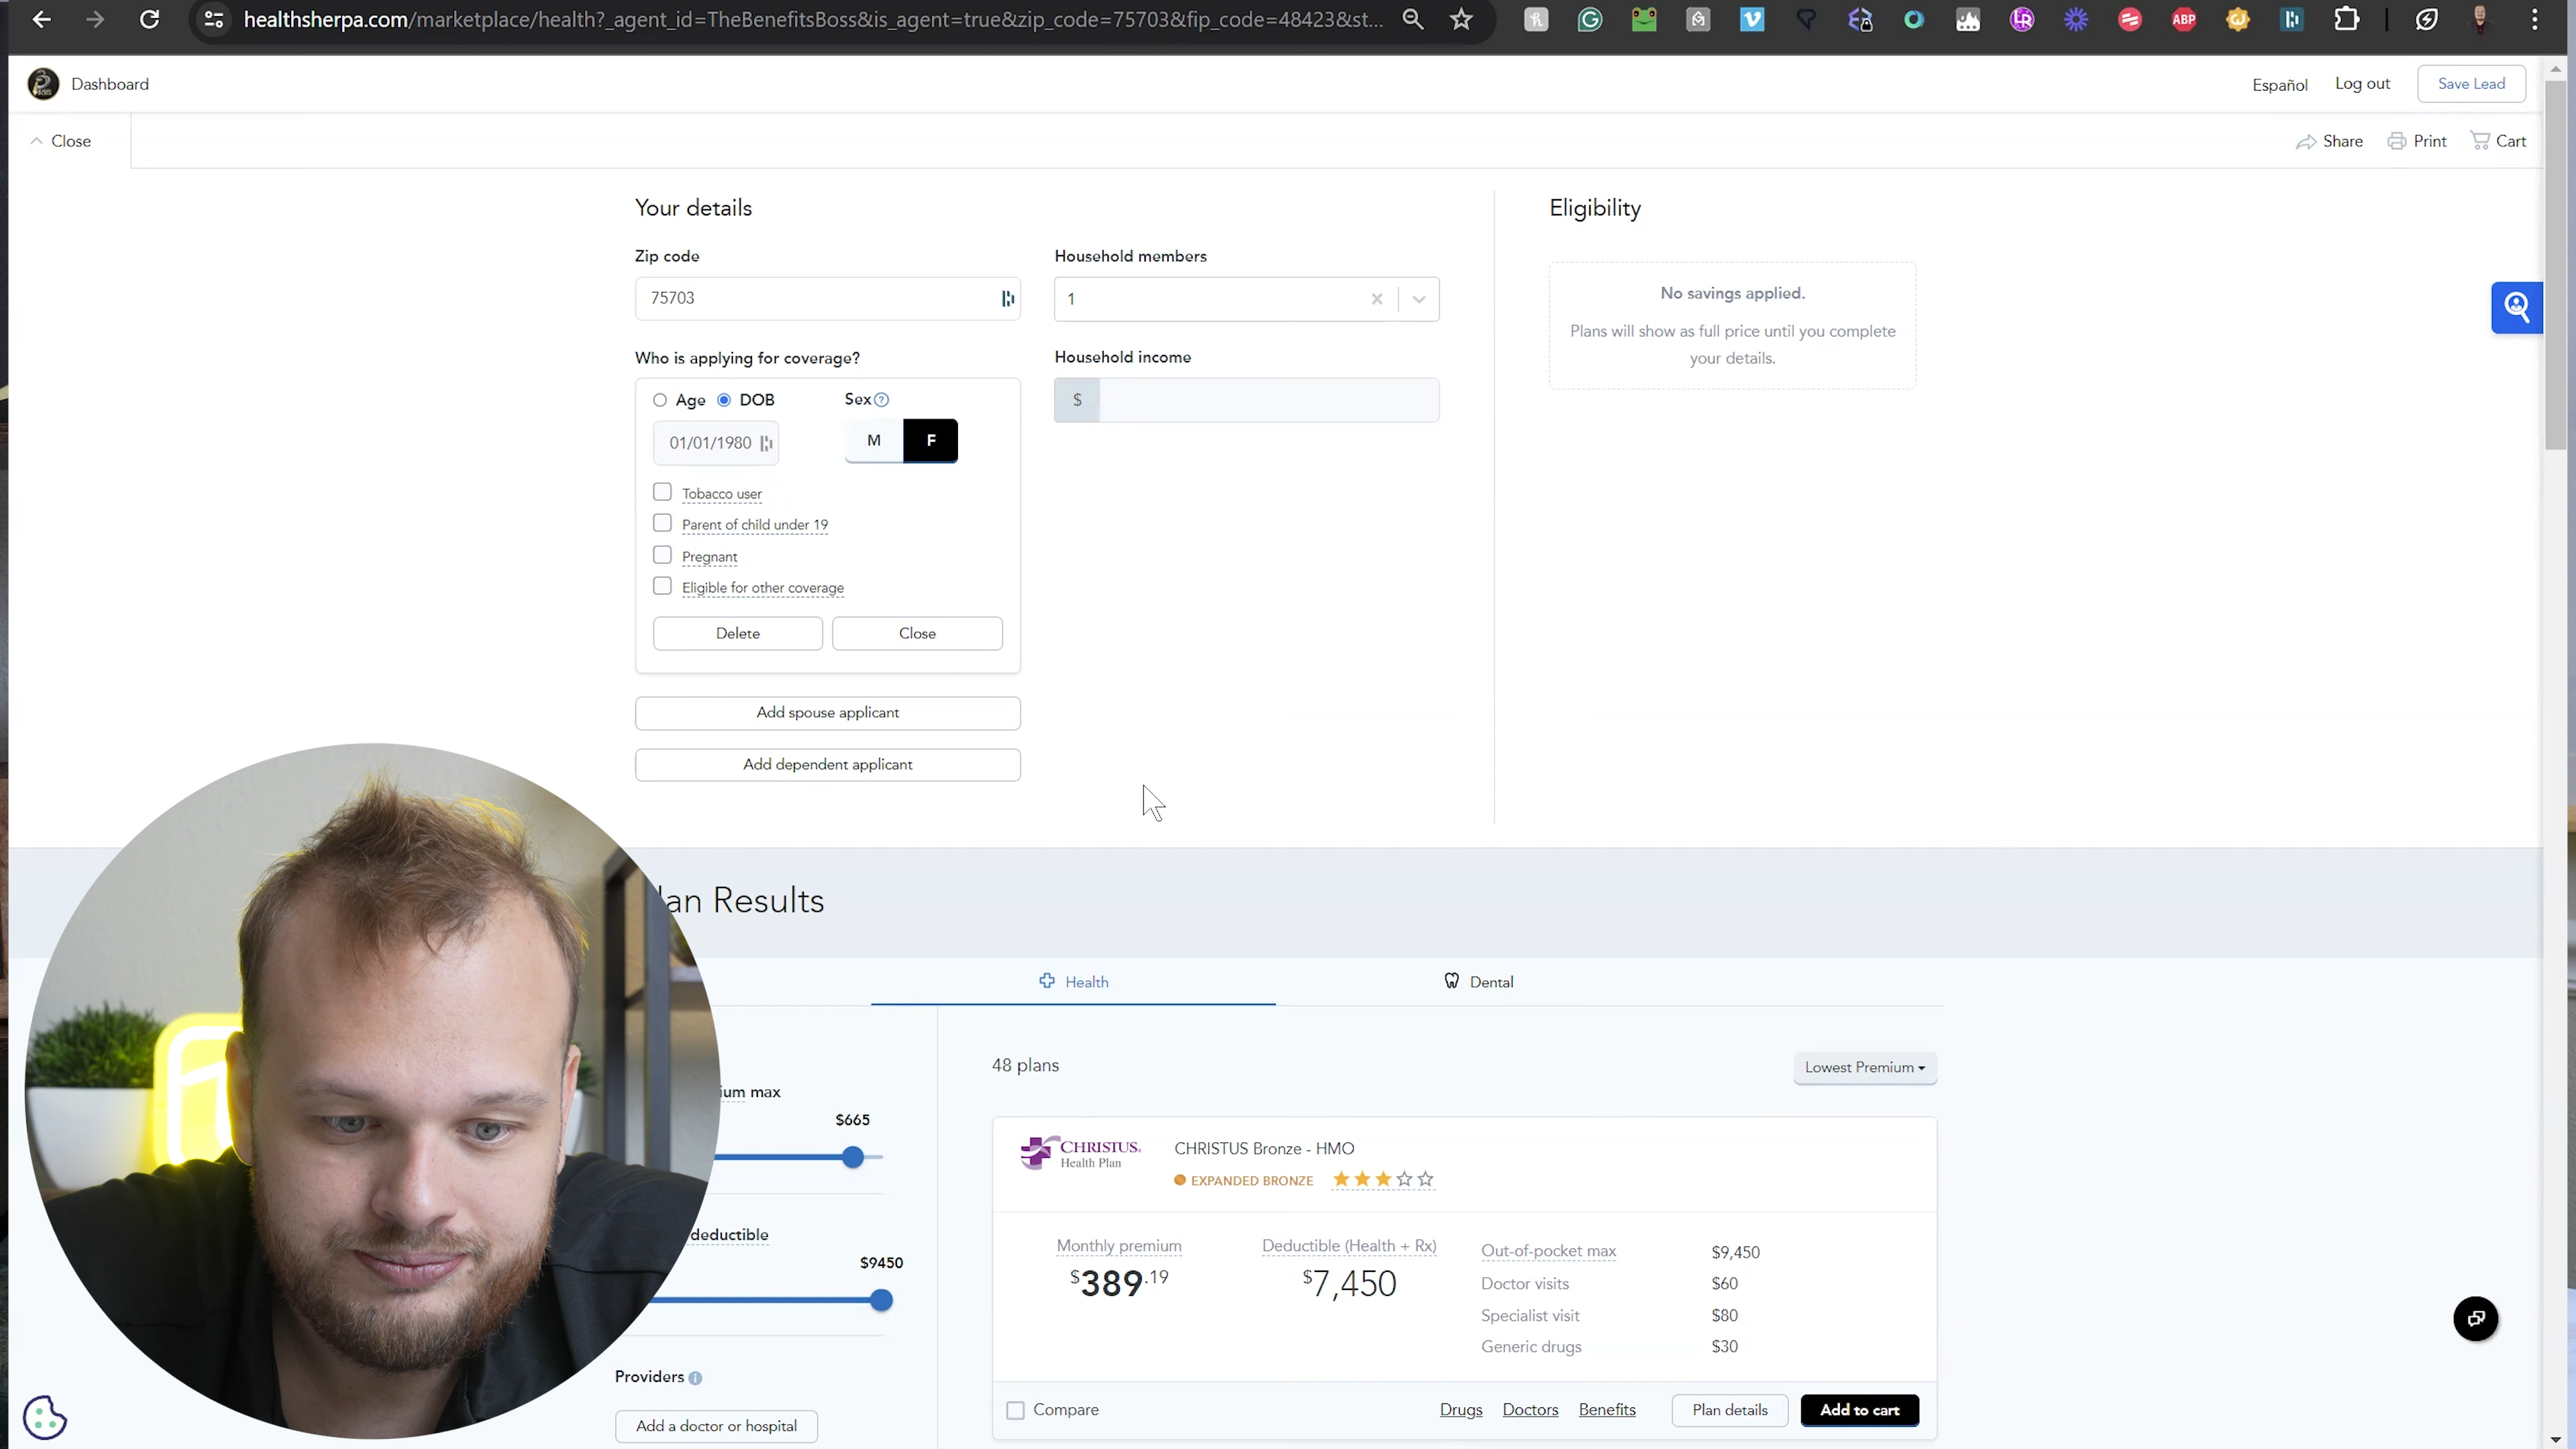 healthsherpa.com/marketplace/health?_agent_id=TheBenefitsBoss&is_agent=true&zip_code=75703&fip_code=48423&st...
ABP
Dashboard
Español
Log out
Save Lead
Close
Share
Print
Cart
Your details
Eligibility
Zip code
Household members
75703
1
No savings applied.
Plans will show as full price until you complete
your details.
Who is applying for coverage?
Household income
Age
DOB
Sex
$
01/01/1980
M
F
Tobacco user
Parent of child under 19
Pregnant
Eligible for other coverage
Delete
Close
Add spouse applicant
Add dependent applicant
lan Results
Health
Dental
48 plans
Lowest Premium
ium max
$665
CHRISTUS
Health Plan
CHRISTUS Bronze - HMO
EXPANDED BRONZE
deductible
$9450
Monthly premium
$389.19
Deductible (Health + Rx)
$7,450
Out-of-pocket max
$9,450
Doctor visits
$60
Specialist visit
$80
Generic drugs
$30
Providers
Add a doctor or hospital
Compare
Drugs
Doctors
Benefits
Plan details
Add to cart